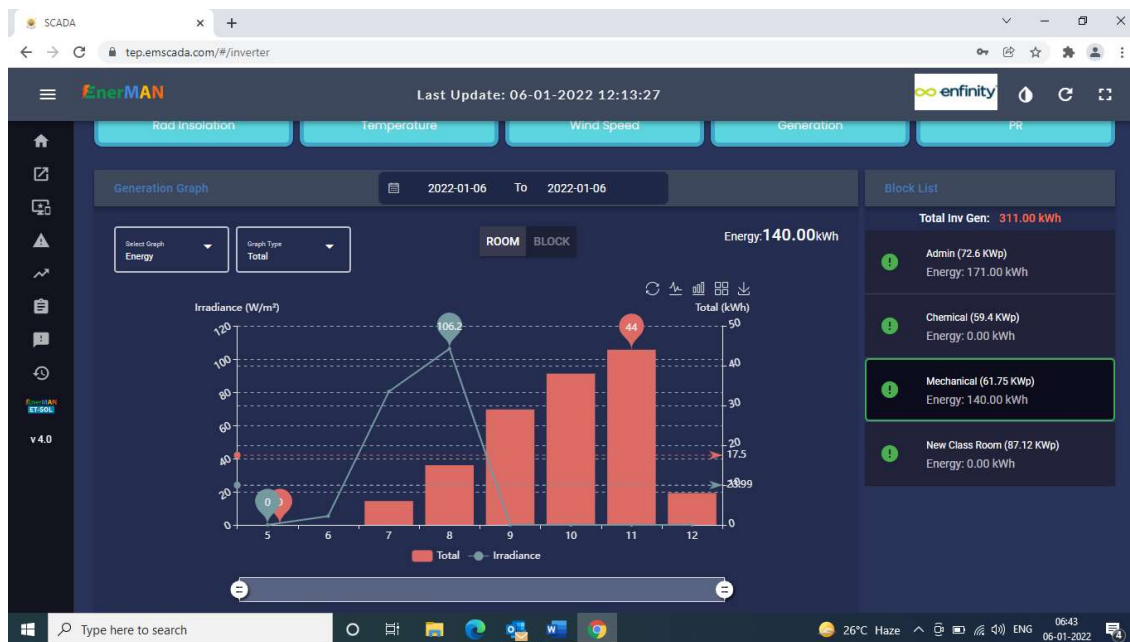 SCADA
tep.emscada.com/#/inverter
EnerMAN
Last Update: 06-01-2022 12:13:27
enfinity
Rad Insolation
Temperature
Wind Speed
Generation
PR
Generation Graph
2022-01-06 To 2022-01-06
Block List
Total Inv Gen: 311.00 kWh
Select Graph
Energy
Graph Type
Total
ROOM BLOCK
Energy:140.00kWh
Admin (72.6 KWp)
Energy: 171.00 kWh
Chemical (59.4 KWp)
Energy: 0.00 kWh
Mechanical (61.75 KWp)
Energy: 140.00 kWh
New Class Room (87.12 KWp)
Energy: 0.00 kWh
Irradiance (W/m²)
Total (kWh)
120
100
80
60
40
20
0
50
40
30
20
17.5
0
0
106.2
44
5 6 7 8 9 10 11 12
Total Irradiance
EnerMAN
ET-SOL
v 4.0
Type here to search
26°C Haze
ENG
06:43
06-01-2022
4